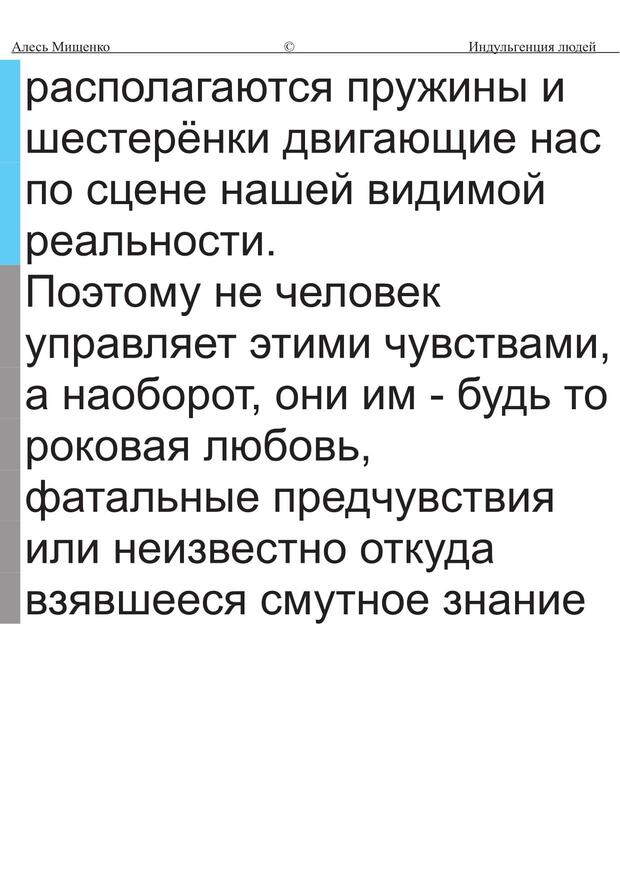 Алесь Мищенко © Индульгенция людей
располагаются пружины и
шестерёнки двигающие нас
по сцене нашей видимой
реальности.
Поэтому не человек
управляет этими чувствами,
а наоборот, они им - будь то
роковая любовь,
фатальные предчувствия
или неизвестно откуда
взявшееся смутное знание